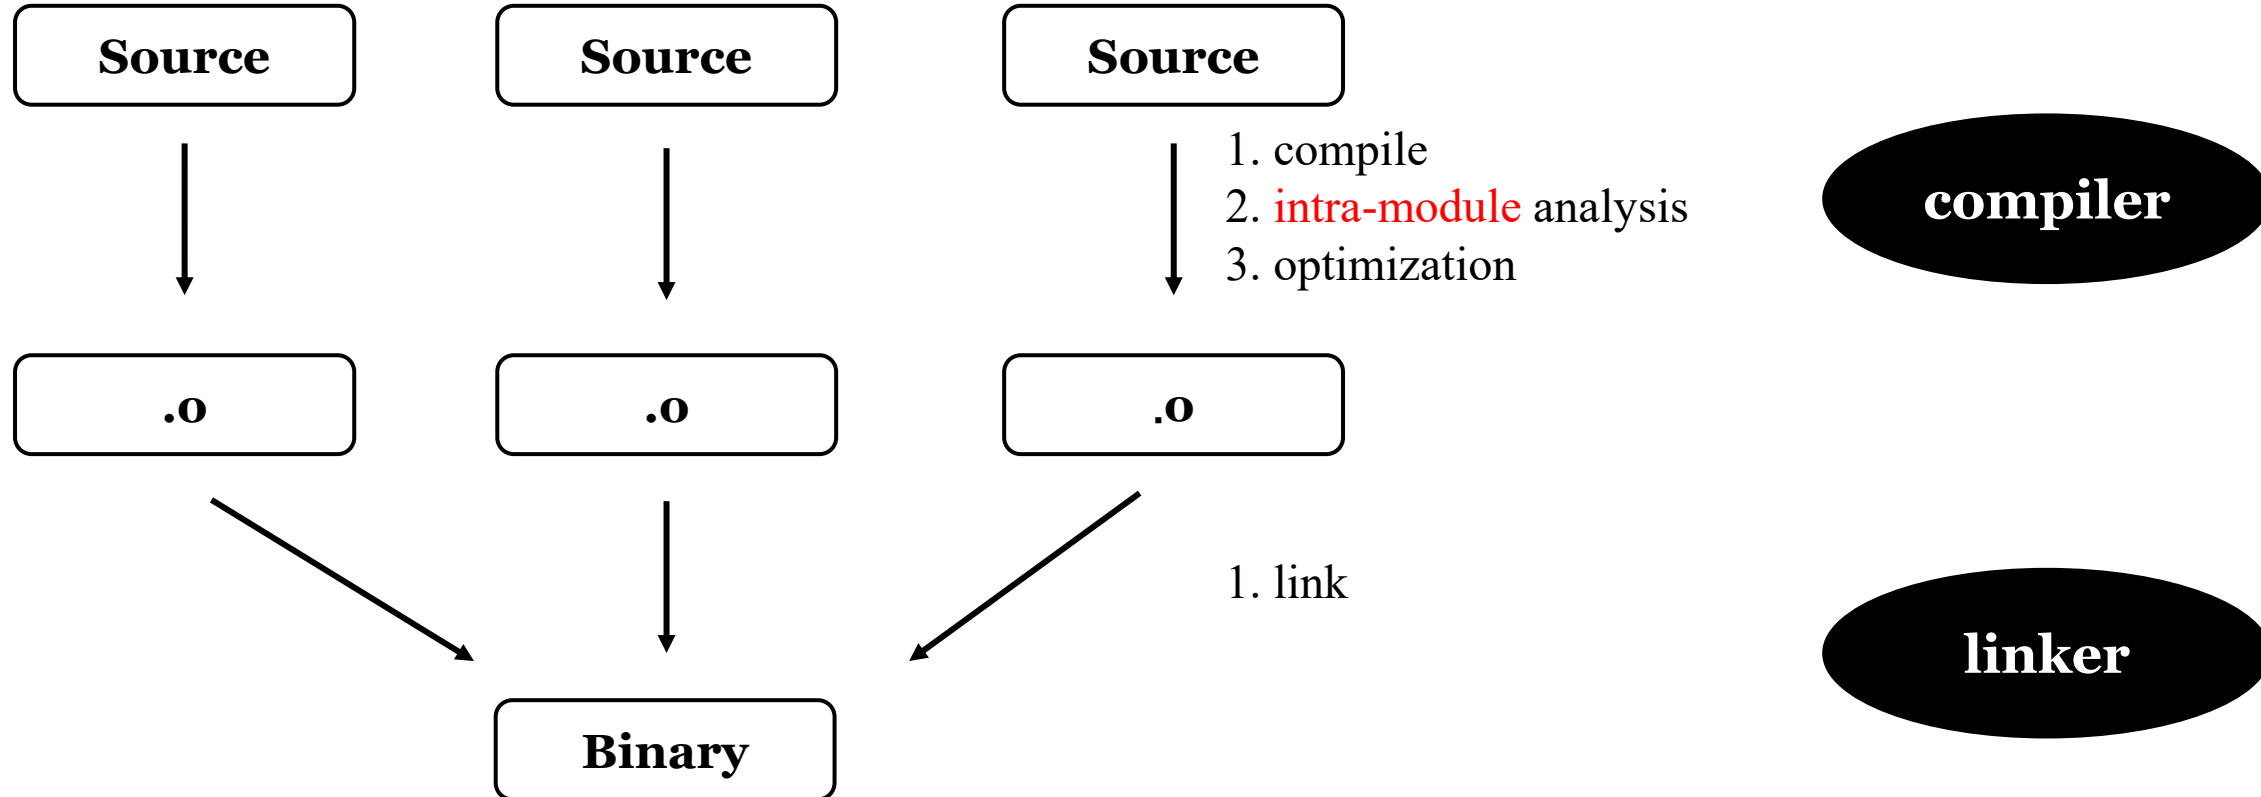 Source
Source
Source
1. compile
2. intra-module analysis
3. optimization
compiler
.o
.o
.o
1. link
linker
Binary